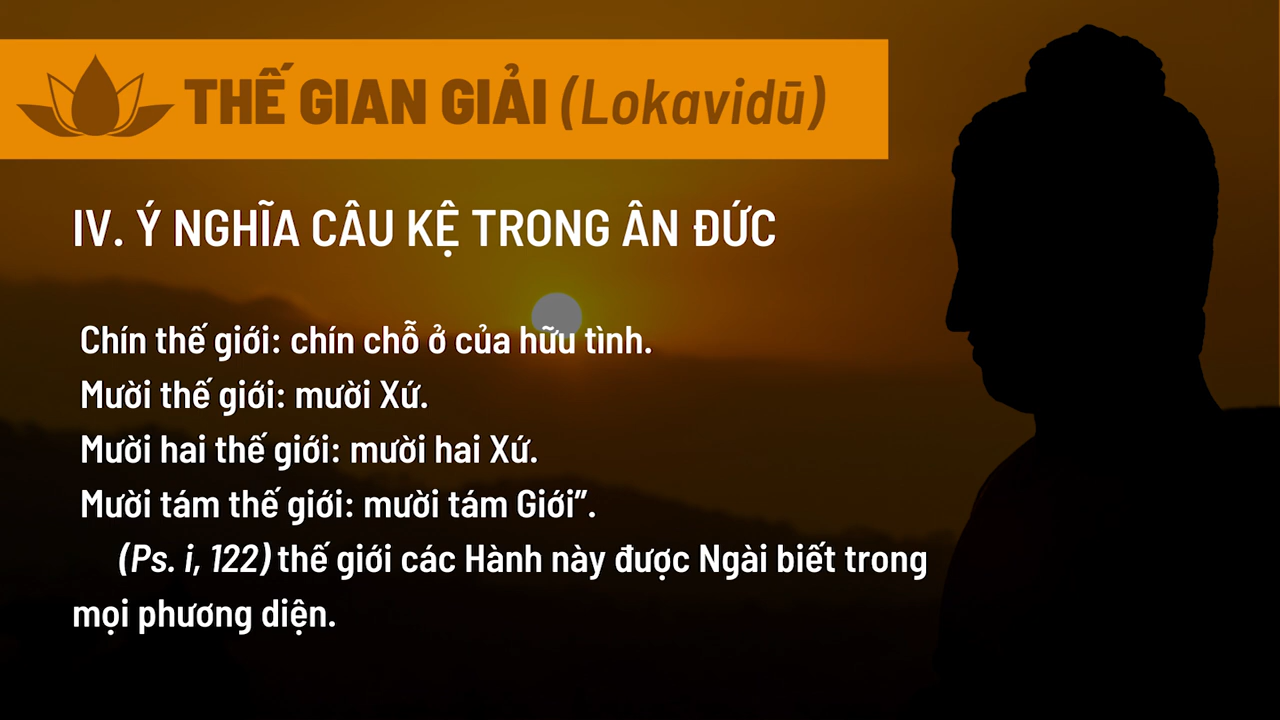 THẾ GIAN GIẢI (Lokavidū)
IV. Ý NGHĨA CÂU KỆ TRONG ÂN ĐỨC
Chín thế giới: chín chỗ ở của hữu tình.
Mười thế giới: mười Xứ.
Mười hai thế giới: mười hai Xứ.
Mười tám thế giới: mười tám Giới”.
(Ps. i, 122) thế giới các Hành này được Ngài biết trong
mọi phương diện.